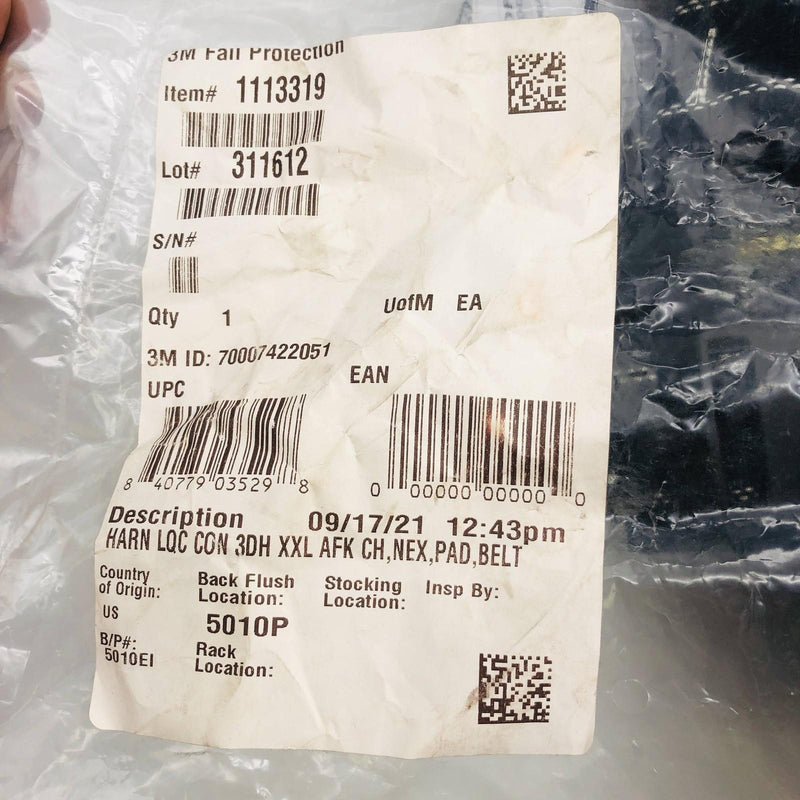 3M Fall Protection
Item# 1113319
Lot# 311612
S/N#
Qty 1 UofM EA
3M ID: 70007422051
UPC EAN
8 40779 03529 8 0 00000 00000 0
Description 09/17/21 12:43pm
HARN LQC CON 3DH XXL AFK CH,NEX,PAD,BELT
Country of Origin:
US
B/P#:
5010EI
Back Flush Location:
5010P
Rack Location:
Stocking Location:
Insp By: